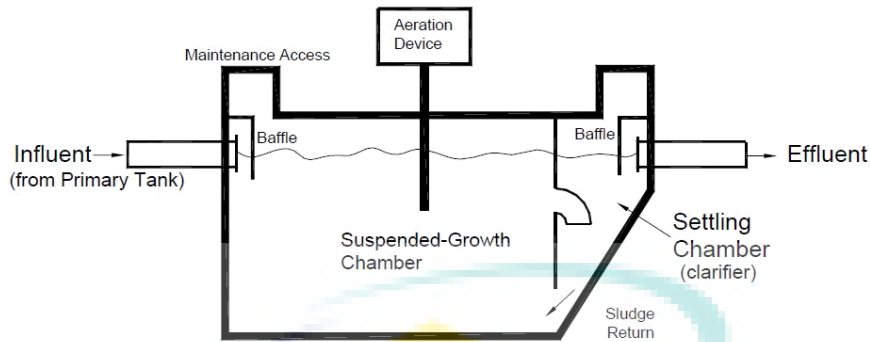 Aeration
Device
Maintenance Access
Baffle
Baffle
Influent
(from Primary Tank)
Effluent
Suspended-Growth
Chamber
Settling
Chamber
(clarifier)
Sludge
Return